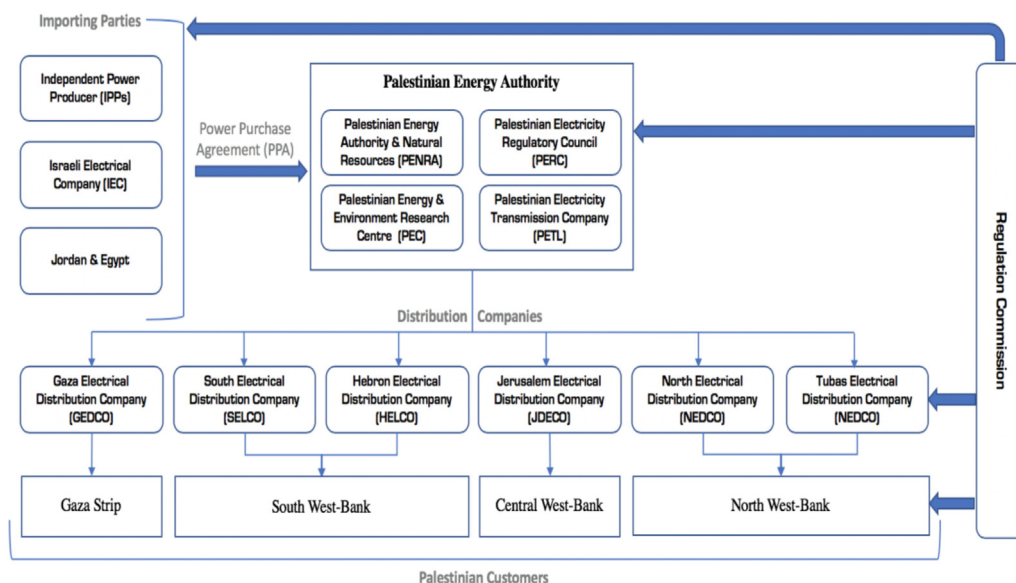 Importing Parties
Independent Power
Producer (IPPs)
Israeli Electrical
Company (IEC)
Jordan & Egypt
Power Purchase
Agreement (PPA)
Palestinian Energy Authority
Palestinian Energy
Authority & Natural
Resources (PENRA)
Palestinian Electricity
Regulatory Council
(PERC)
Palestinian Energy &
Environment Research
Centre (PEC)
Palestinian Electricity
Transmission Company
(PETL)
Regulation Commission
Distribution Companies
Gaza Electrical
Distribution Company
(GEDCO)
South Electrical
Distribution Company
(SELCO)
Hebron Electrical
Distribution Company
(HELCO)
Jerusalem Electrical
Distribution Company
(JDECO)
North Electrical
Distribution Company
(NEDCO)
Tubas Electrical
Distribution Company
(NEDCO)
Gaza Strip
South West-Bank
Central West-Bank
North West-Bank
Palestinian Customers